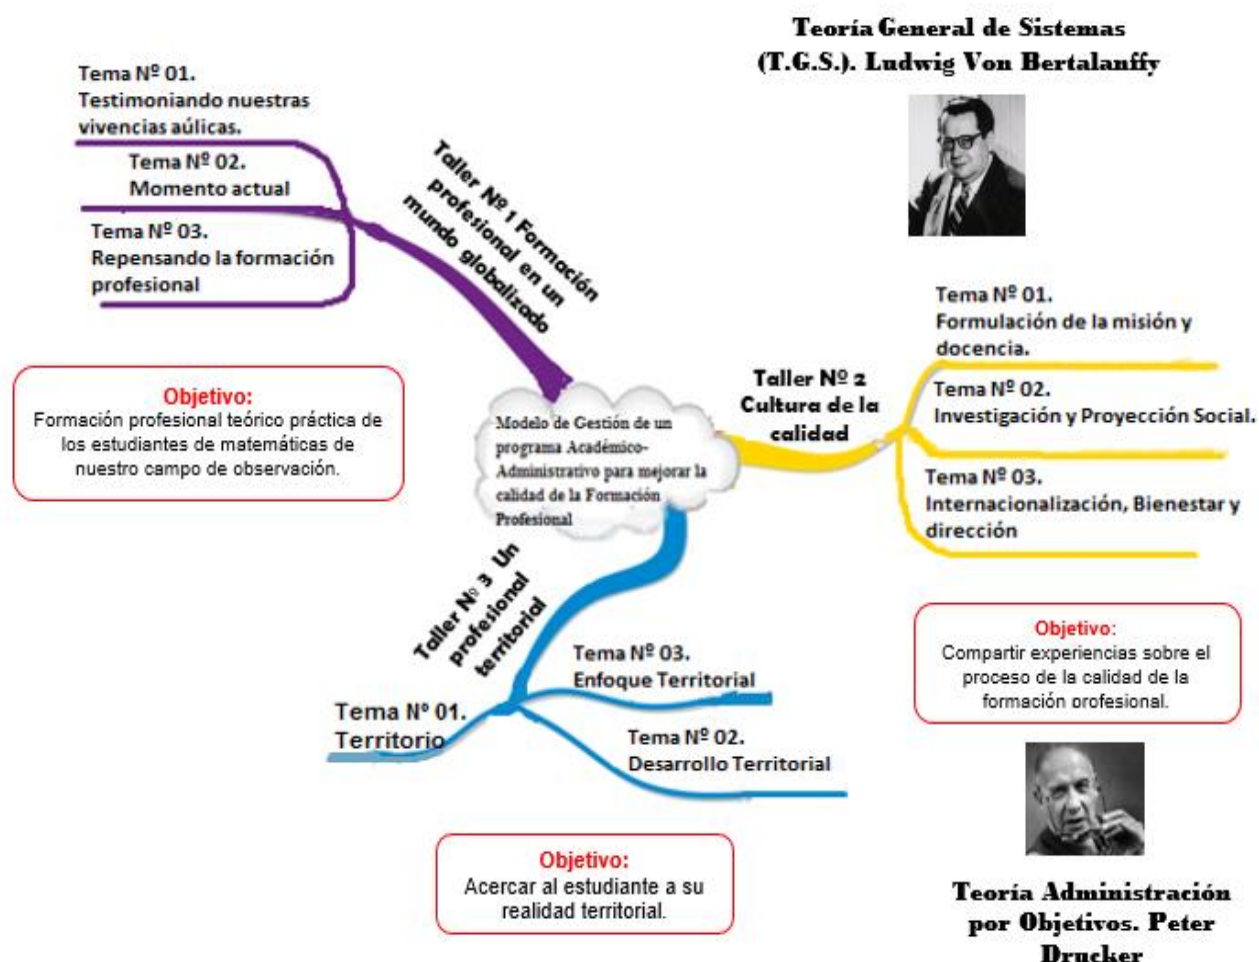 Teoría General de Sistemas
(T.G.S.). Ludwig Von Bertalanffy
Tema Nº 01.
Testimoniando nuestras
vivencias aúlicas.
Tema Nº 02.
Momento actual
Tema Nº 03.
Repensando la formación
profesional
Taller Nº 1 Formación
profesional en un
mundo globalizado
Objetivo:
Formación profesional teórico práctica de
los estudiantes de matemáticas de
nuestro campo de observación.
Modelo de Gestión de un
programa Académico-
Administrativo para mejorar la
calidad de la Formación
Profesional
Taller Nº 2
Cultura de la
calidad
Tema Nº 01.
Formulación de la misión y
docencia.
Tema Nº 02.
Investigación y Proyección Social.
Tema Nº 03.
Internacionalización, Bienestar y
dirección
Objetivo:
Compartir experiencias sobre el
proceso de la calidad de la
formación profesional.
Taller Nº 3 Un
profesional
territorial
Tema Nº 03.
Enfoque Territorial
Tema Nº 01.
Territorio
Tema Nº 02.
Desarrollo Territorial
Objetivo:
Acercar al estudiante a su
realidad territorial.
Teoría Administración
por Objetivos. Peter
Drucker